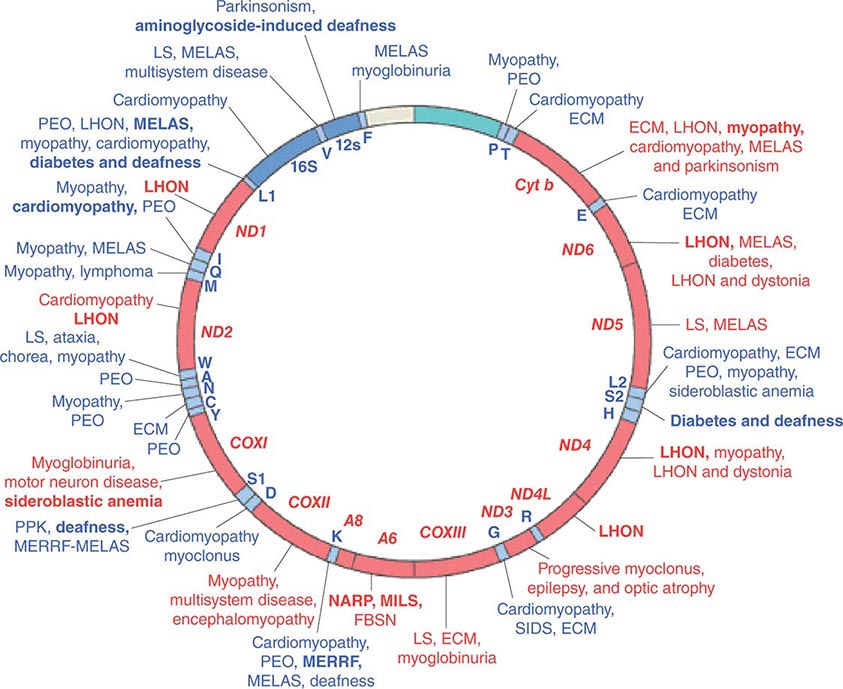 Parkinsonism,
aminoglycoside-induced deafness
LS, MELAS,
multisystem disease
MELAS
myoglobinuria
Myopathy,
PEO
Cardiomyopathy
Cardiomyopathy
ECM
PEO, LHON, MELAS,
myopathy, cardiomyopathy,
diabetes and deafness
ECM, LHON, myopathy,
cardiomyopathy, MELAS
and parkinsonism
F
12s
V
16S
L1
P
T
Cyt b
E
Cardiomyopathy
ECM
Myopathy,
cardiomyopathy, PEO
LHON
ND1
ND6
LHON, MELAS,
diabetes,
LHON and dystonia
Myopathy, MELAS
Myopathy, lymphoma
I
Q
M
Cardiomyopathy
LHON
ND2
ND5
LS, MELAS
LS, ataxia,
chorea, myopathy
PEO
Myopathy,
PEO
ECM
PEO
W
A
N
C
Y
L2
S2
H
Cardiomyopathy, ECM
PEO, myopathy,
sideroblastic anemia
Diabetes and deafness
COXI
ND4
LHON, myopathy,
LHON and dystonia
Myoglobinuria,
motor neuron disease,
sideroblastic anemia
S1
D
COXII
K
A8
A6
COXIII
G
ND3
R
ND4L
LHON
PPK, deafness,
MERRF-MELAS
Cardiomyopathy
myoclonus
Myopathy,
multisystem disease,
encephalomyopathy
Progressive myoclonus,
epilepsy, and optic atrophy
NARP, MILS,
FBSN
Cardiomyopathy,
SIDS, ECM
Cardiomyopathy,
PEO, MERRF,
MELAS, deafness
LS, ECM,
myoglobinuria